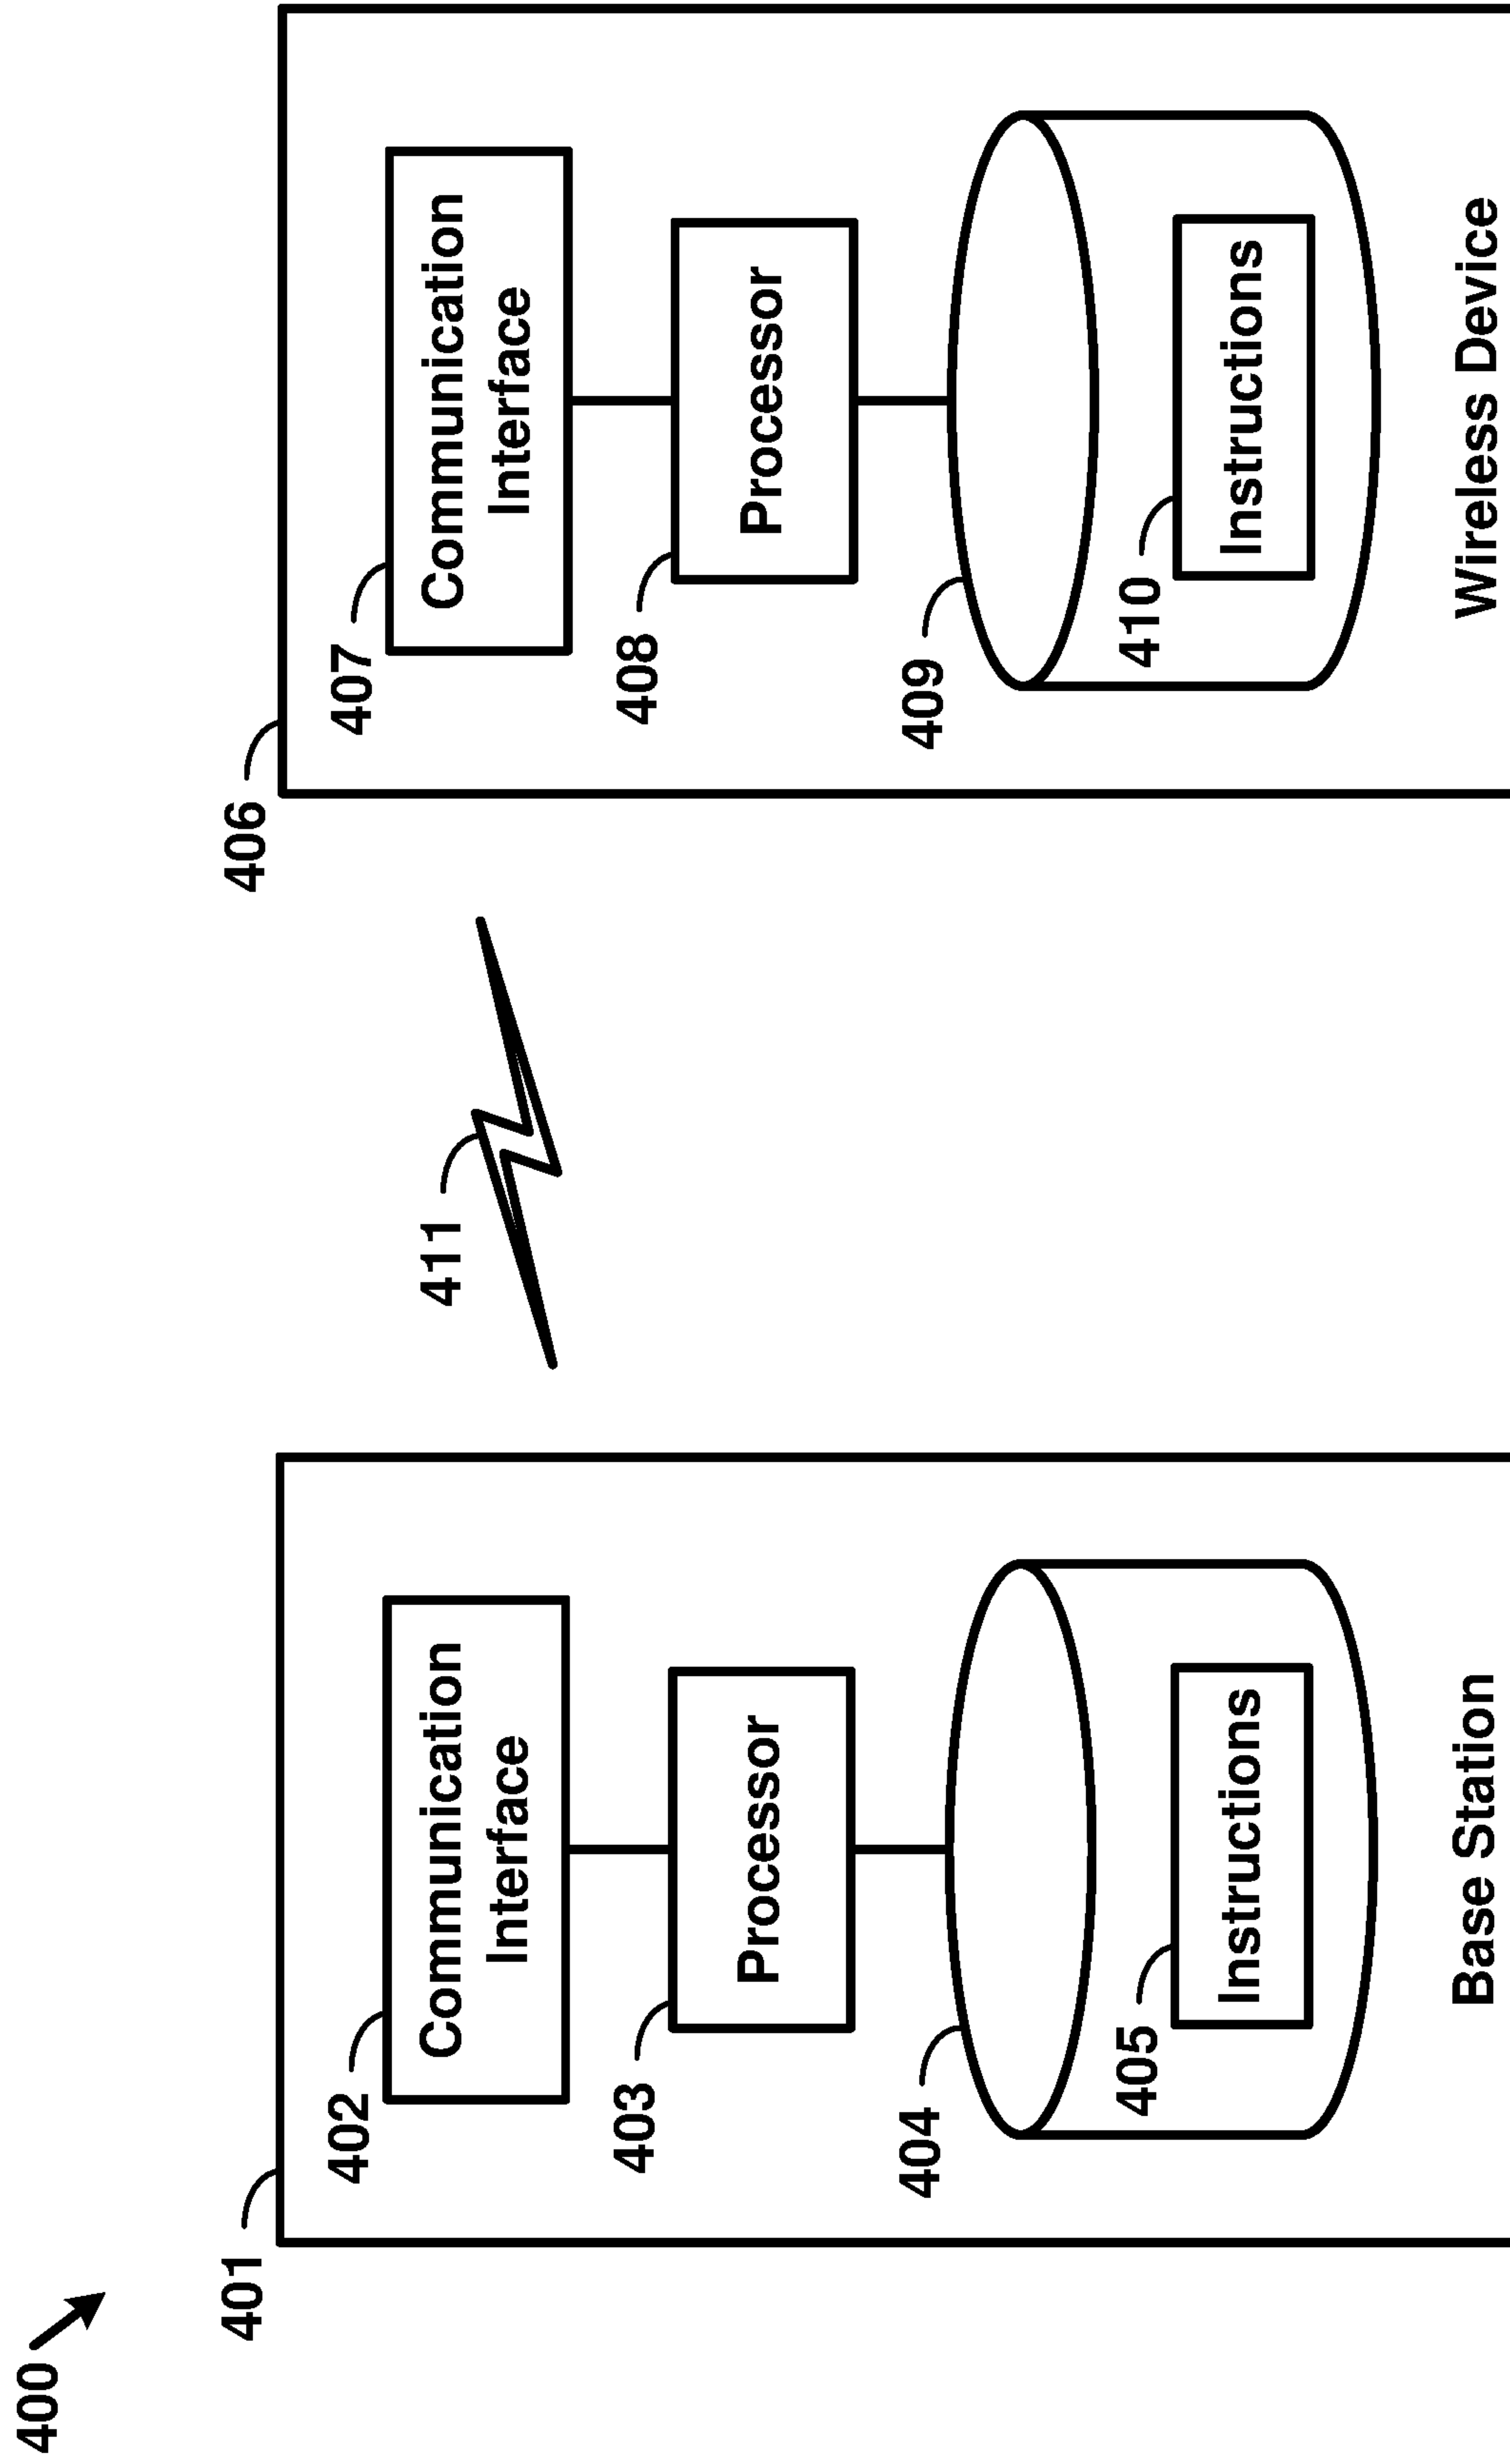 400
401
402
Communication
Interface
403
Processor
404
405
Instructions
Base Station
411
406
407
Communication
Interface
408
Processor
409
410
Instructions
Wireless Device